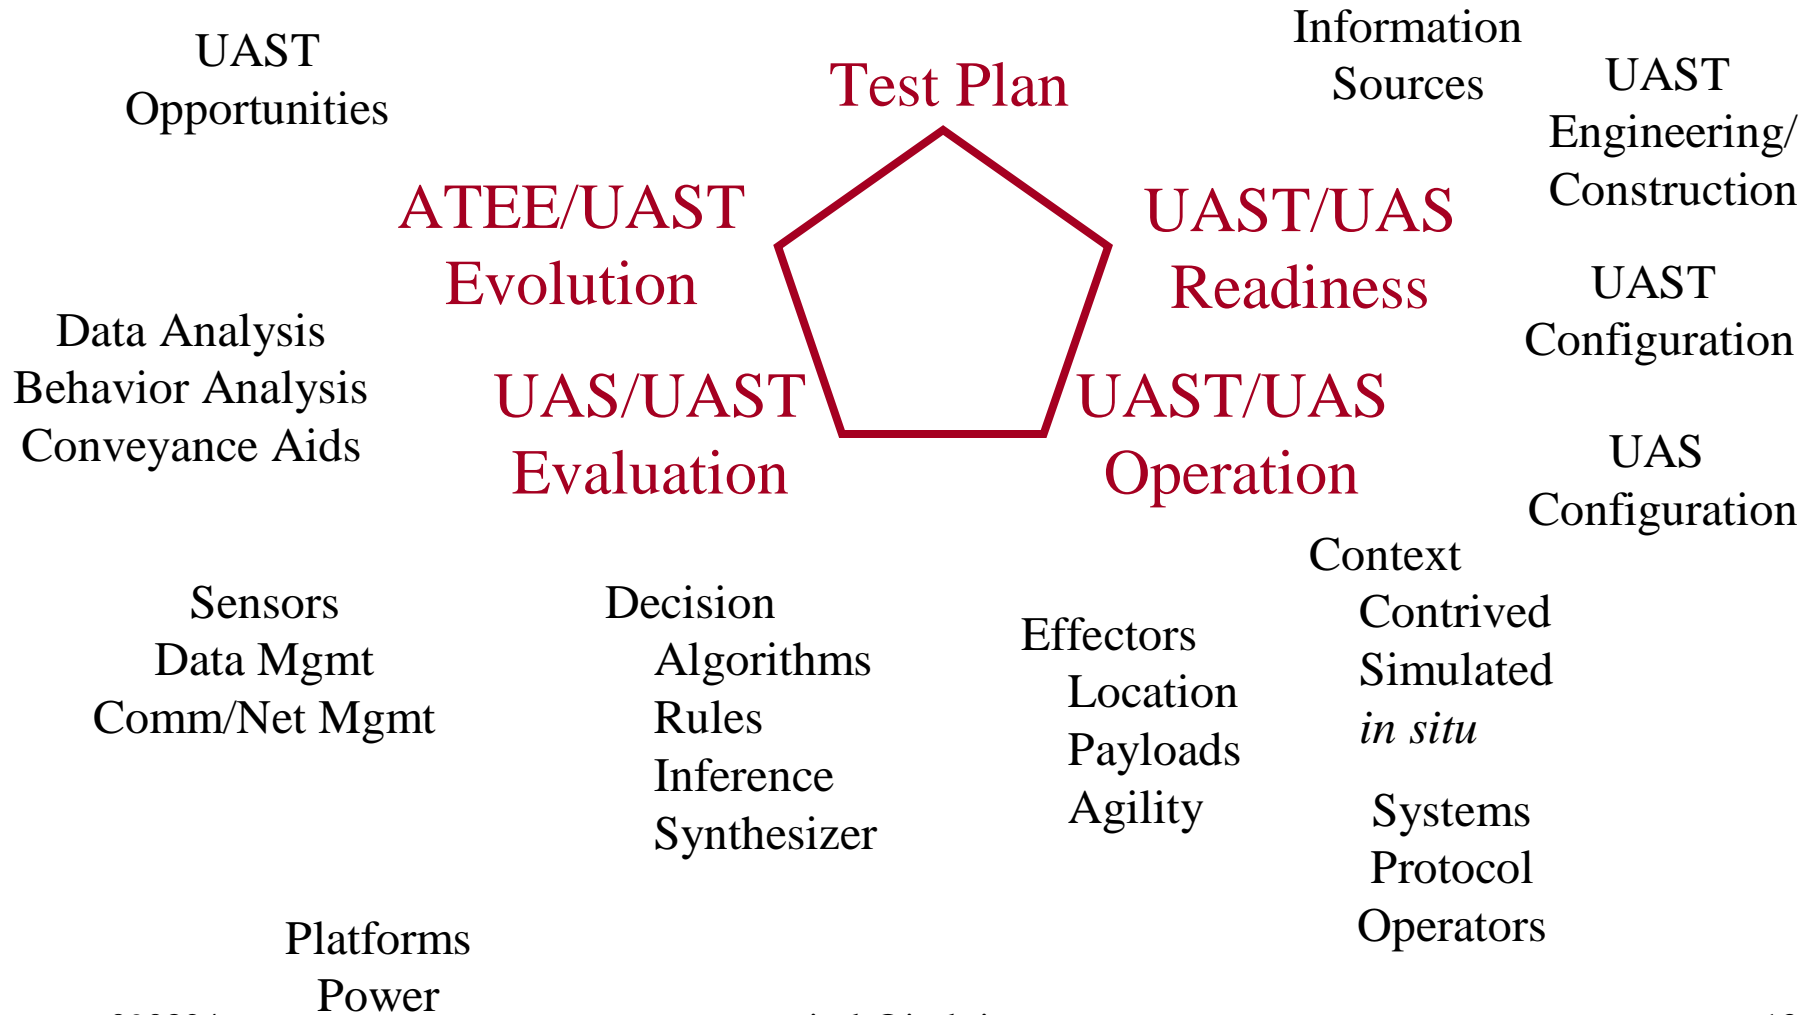 UAST
Opportunities
Test Plan
Information
Sources
UAST
Engineering/
Construction
ATEE/UAST
Evolution
UAST/UAS
Readiness
UAST
Configuration
Data Analysis
Behavior Analysis
Conveyance Aids
UAS/UAST
Evaluation
UAST/UAS
Operation
UAS
Configuration
Sensors
Data Mgmt
Comm/Net Mgmt
Decision
Algorithms
Rules
Inference
Synthesizer
Effectors
Location
Payloads
Agility
Context
Contrived
Simulated
in situ
Systems
Protocol
Operators
Platforms
Power